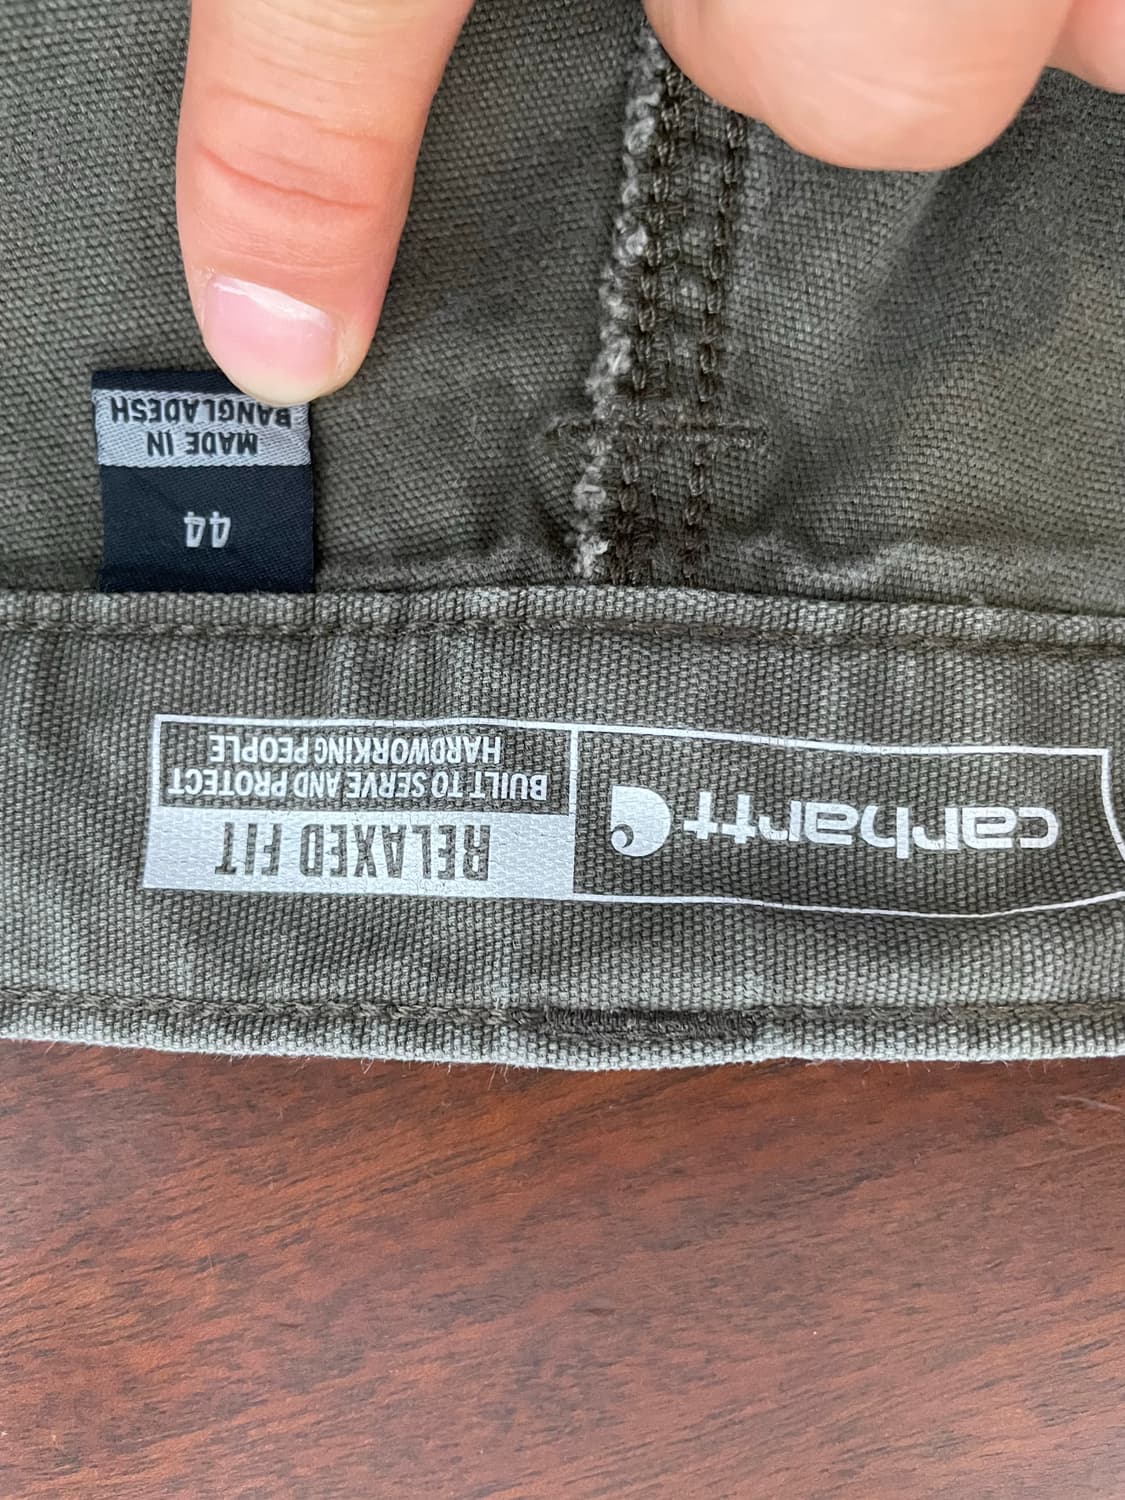 carhartt
RELAXED FIT
BUILT TO SERVE AND PROTECT
HARDWORKING PEOPLE
44
MADE IN
BANGLADESH